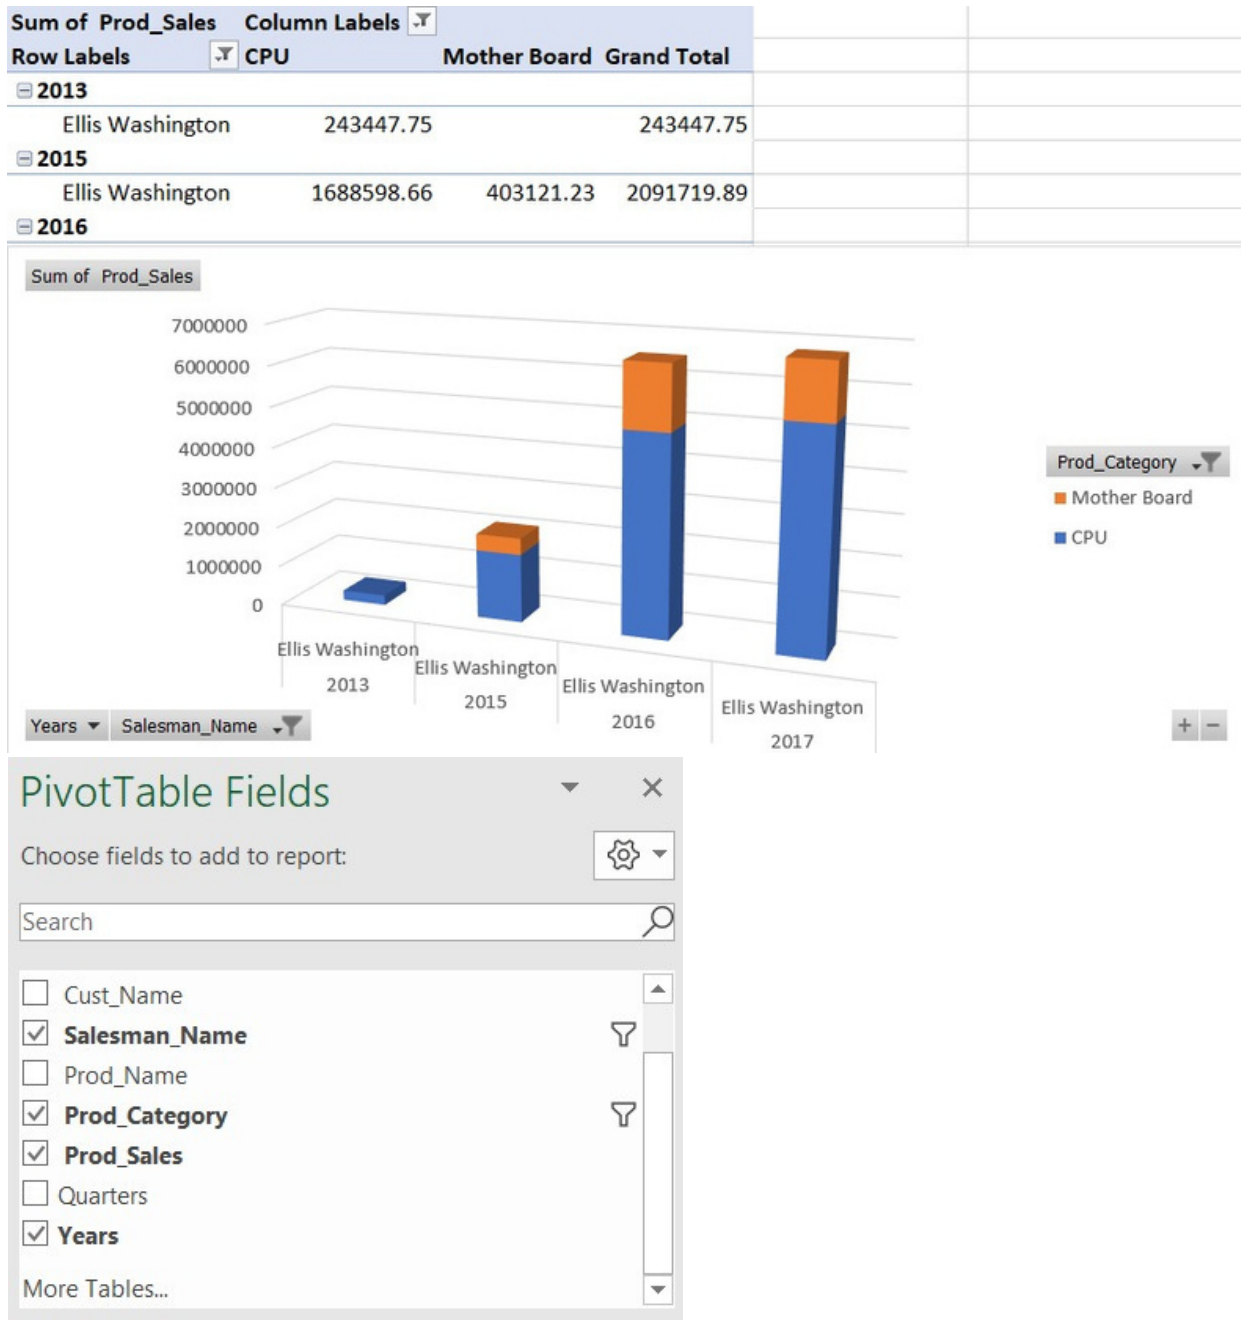 Sum of Prod_Sales Column Labels
Row Labels CPU Mother Board Grand Total
2013
Ellis Washington 243447.75 243447.75
2015
Ellis Washington 1688598.66 403121.23 2091719.89
2016
Sum of Prod_Sales
7000000
6000000
5000000
4000000
3000000
2000000
1000000
0
Ellis Washington
2013
Ellis Washington
2015
Ellis Washington
2016
Ellis Washington
2017
Prod_Category
Mother Board
CPU
Years Salesman_Name
PivotTable Fields
Choose fields to add to report:
Search
Cust_Name
Salesman_Name
Prod_Name
Prod_Category
Prod_Sales
Quarters
Years
More Tables...